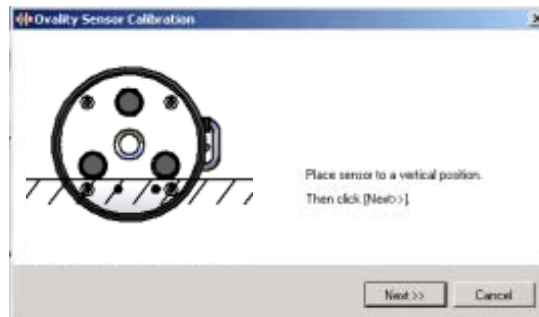 Ovality Sensor Calibration
Place sensor to a vertical position.
Then click [Next>>].
Next >>
Cancel